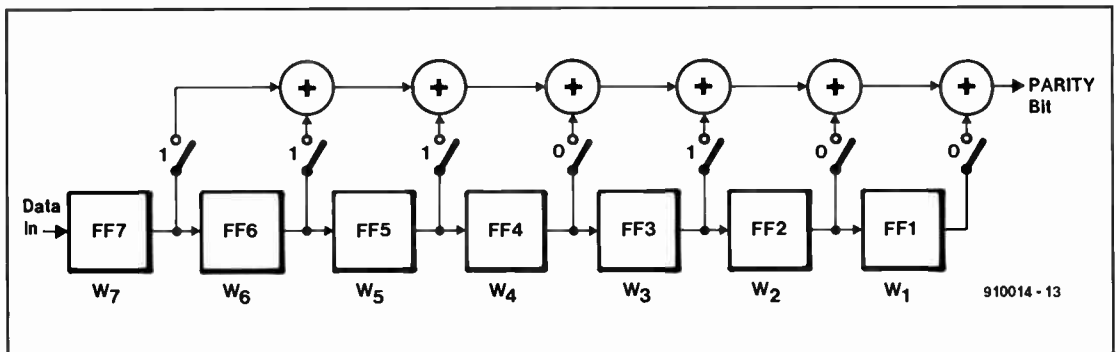 + + + + + +
PARITY
Bit
1 1 1 0 1 0 0
Data
In
FF7 FF6 FF5 FF4 FF3 FF2 FF1
W7 W6 W5 W4 W3 W2 W1
910014 - 13